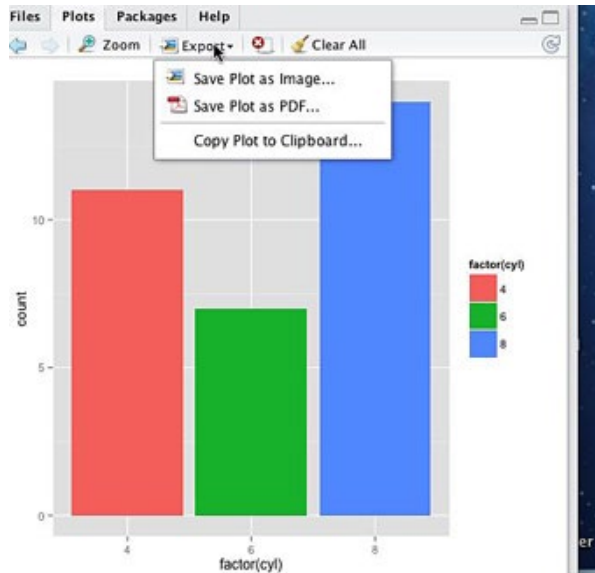 Files Plots Packages Help
Zoom Export Clear All
Save Plot as Image...
Save Plot as PDF...
Copy Plot to Clipboard...
10
5
0
count
4 6 8
factor(cyl)
factor(cyl)
4
6
8
er